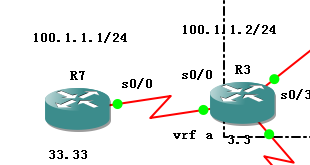 100.1.1.1/24
100.1.1.2/24
R7
R3
s0/0
s0/0
s0/3
vrf a
3.3
33.33